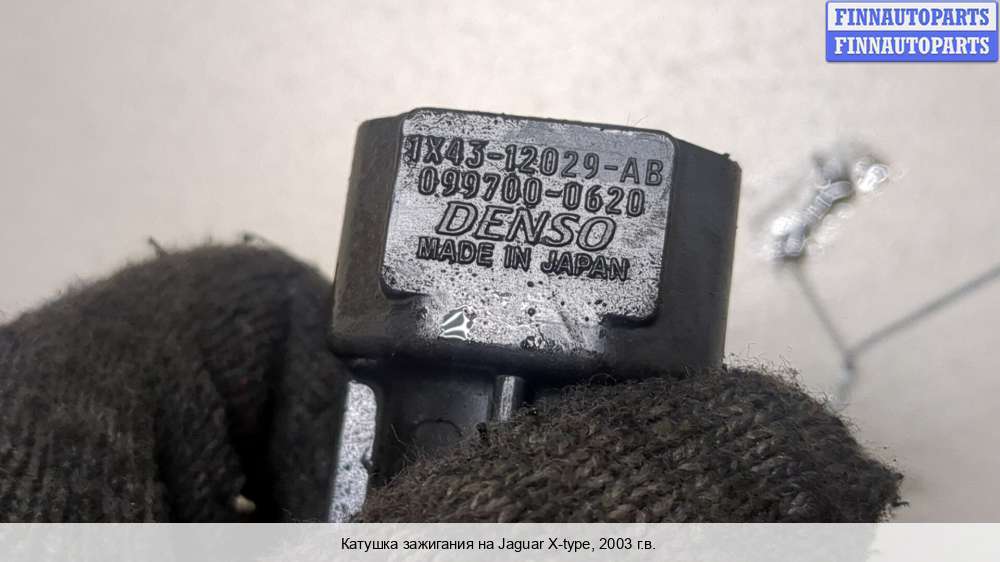 FINNAUTOPARTS
FINNAUTOPARTS
1X43-12029-AB
099700-0620
DENSO
MADE IN JAPAN
Катушка зажигания на Jaguar X-type, 2003 г.в.